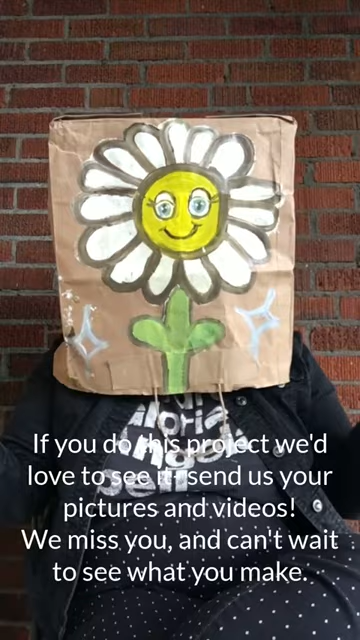 If you do this project we'd
love to see it- send us your
pictures and videos!
We miss you, and can't wait
to see what you make.